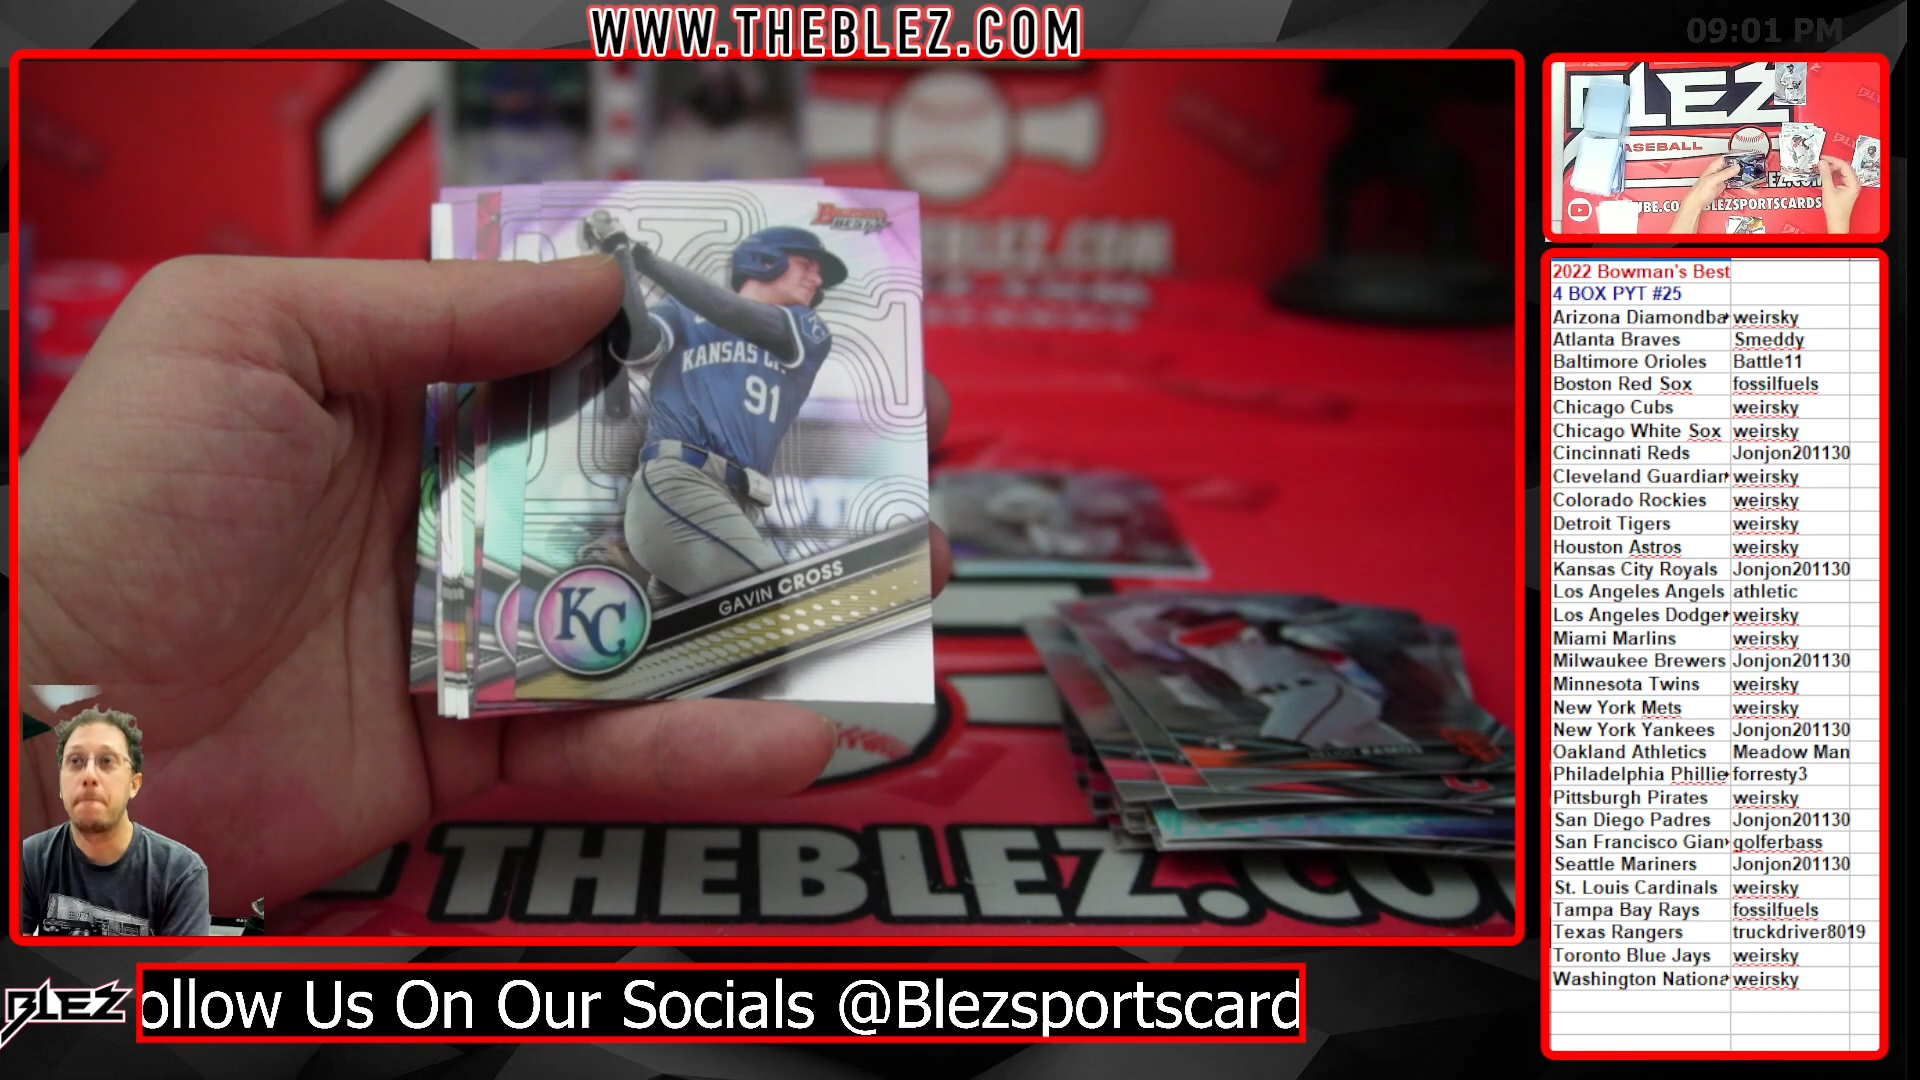 WWW.THEBLEZ.COM
09:01 PM
BLEZ
BASEBALL
BLEZSPORTSCARDS
Bowman's
BEST
KANSAS
91
GAVIN CROSS
KC
RAMOS
THEBLEZ.CO
2022 Bowman's Best
4 BOX PYT #25
Arizona Diamondba weirsky
Atlanta Braves Smeddy
Baltimore Orioles Battle11
Boston Red Sox fossilfuels
Chicago Cubs weirsky
Chicago White Sox weirsky
Cincinnati Reds Jonjon201130
Cleveland Guardian weirsky
Colorado Rockies weirsky
Detroit Tigers weirsky
Houston Astros weirsky
Kansas City Royals Jonjon201130
Los Angeles Angels athletic
Los Angeles Dodger weirsky
Miami Marlins weirsky
Milwaukee Brewers Jonjon201130
Minnesota Twins weirsky
New York Mets weirsky
New York Yankees Jonjon201130
Oakland Athletics Meadow Man
Philadelphia Phillie forresty3
Pittsburgh Pirates weirsky
San Diego Padres Jonjon201130
San Francisco Gian golferbass
Seattle Mariners Jonjon201130
St. Louis Cardinals weirsky
Tampa Bay Rays fossilfuels
Texas Rangers truckdriver8019
Toronto Blue Jays weirsky
Washington Nationa weirsky
BLEZ
ollow Us On Our Socials @Blezsportscard